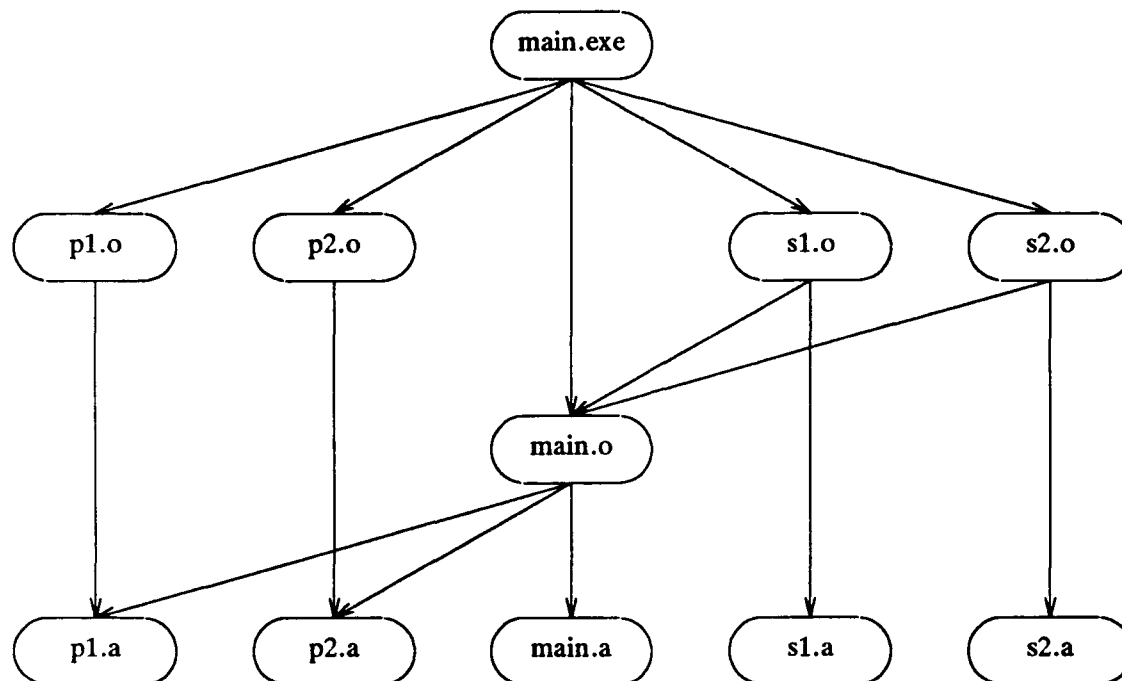 main.exe
p1.o
p2.o
s1.o
s2.o
main.o
p1.a
p2.a
main.a
s1.a
s2.a